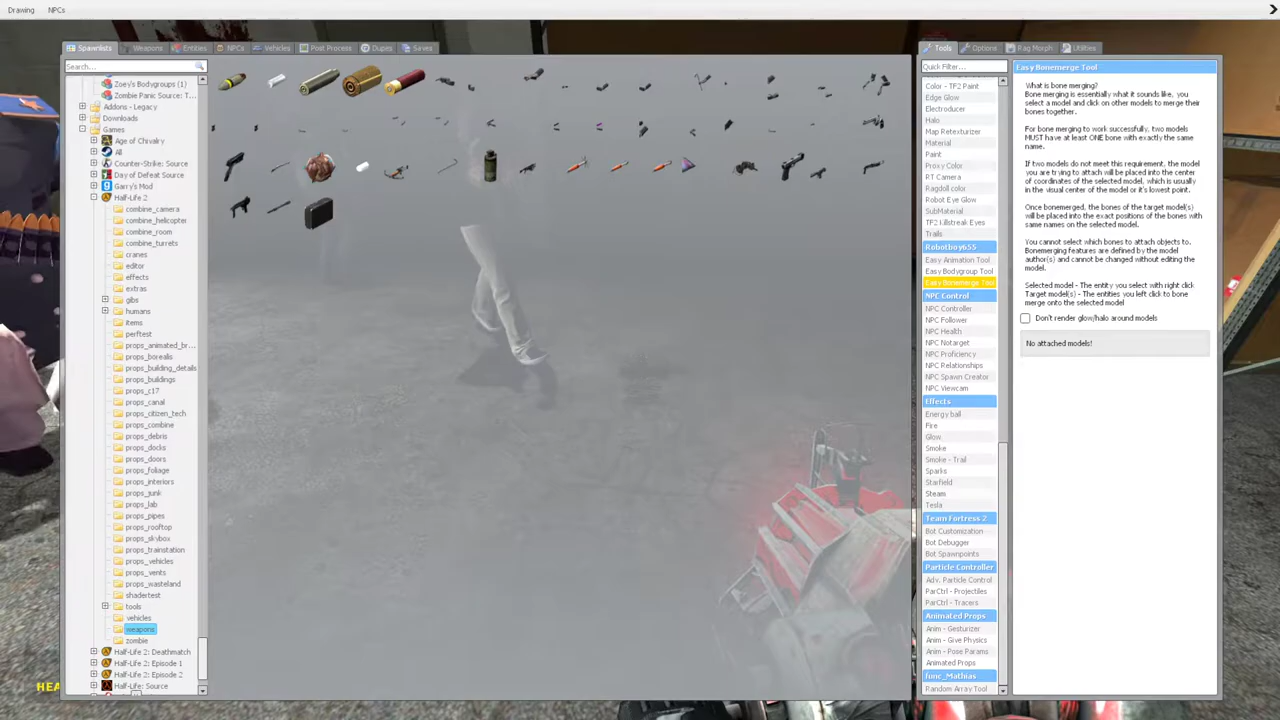 Drawing NPCs
Spawnlists Weapons Entities NPCs Vehicles Post Process Dupes Saves
Search...
Zoey's Bodygroups (1)
Zombie Panic Source: T...
Addons - Legacy
Downloads
Games
Age of Chivalry
All
Counter-Strike: Source
Day of Defeat Source
Garry's Mod
Half-Life 2
combine_camera
combine_helicopter
combine_room
combine_turrets
cranes
editor
effects
extras
gibs
humans
items
perftest
props_animated_br...
props_borealis
props_building_details
props_buildings
props_c17
props_canal
props_citizen_tech
props_combine
props_debris
props_docks
props_doors
props_foliage
props_interiors
props_junk
props_lab
props_pipes
props_rooftop
props_skybox
props_trainstation
props_vehicles
props_vents
props_wasteland
shadertest
tools
vehicles
weapons
zombie
Half-Life 2: Deathmatch
Half-Life 2: Episode 1
Half-Life 2: Episode 2
Half-Life: Source
HEA
Tools Options Rag Morph Utilities
Quick Filter...
Color - TF2 Paint
Edge Glow
Electroducer
Halo
Map Retexturizer
Material
Paint
Proxy Color
RT Camera
Ragdoll color
Robot Eye Glow
SubMaterial
TF2 Killstreak Eyes
Trails
Robotboy655
Easy Animation Tool
Easy Bodygroup Tool
Easy Bonemerge Tool
NPC Control
NPC Controller
NPC Follower
NPC Health
NPC Notarget
NPC Proficiency
NPC Relationships
NPC Spawn Creator
NPC Viewcam
Effects
Energy ball
Fire
Glow
Smoke
Smoke - Trail
Sparks
Starfield
Steam
Tesla
Team Fortress 2
Bot Customization
Bot Debugger
Bot Spawnpoints
Particle Controller
Adv. Particle Control
ParCtrl - Projectiles
ParCtrl - Tracers
Animated Props
Anim - Gesturizer
Anim - Give Physics
Anim - Pose Params
Animated Props
func_Mathias
Random Array Tool
Easy Bonemerge Tool
What is bone merging?
Bone merging is essentially what it sounds like, you
select a model and click on other models to merge their
bones together.
For bone merging to work successfully, two models
MUST have at least ONE bone with exactly the same
name.
If two models do not meet this requirement, the model
you are trying to attach will be placed into the center
of coordinates of the selected model, which is usually
in the visual center of the model or it's lowest point.
Once bonemerged, the bones of the target model(s)
will be placed into the exact positions of the bones with
same names on the selected model.
You cannot select which bones to attach objects to.
Bonemerging features are defined by the model
author(s) and cannot be changed without editing the
model.
Selected model - The entity you select with right click
Target model(s) - The entities you left click to bone
merge onto the selected model
Don't render glow/halo around models
No attached models!